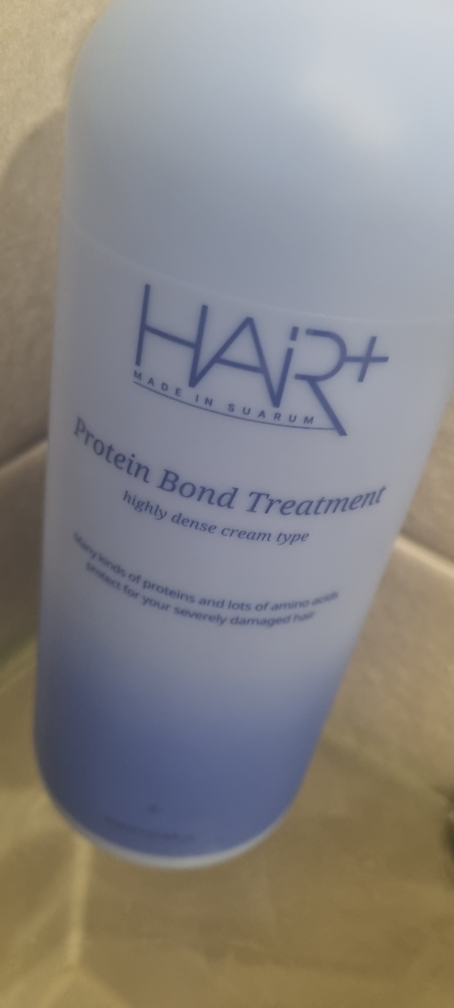 HAiR+
MADE IN SUARUM
Protein Bond Treatment
highly dense cream type
Many kinds of proteins and lots of amino acids
protect for your severely damaged hair